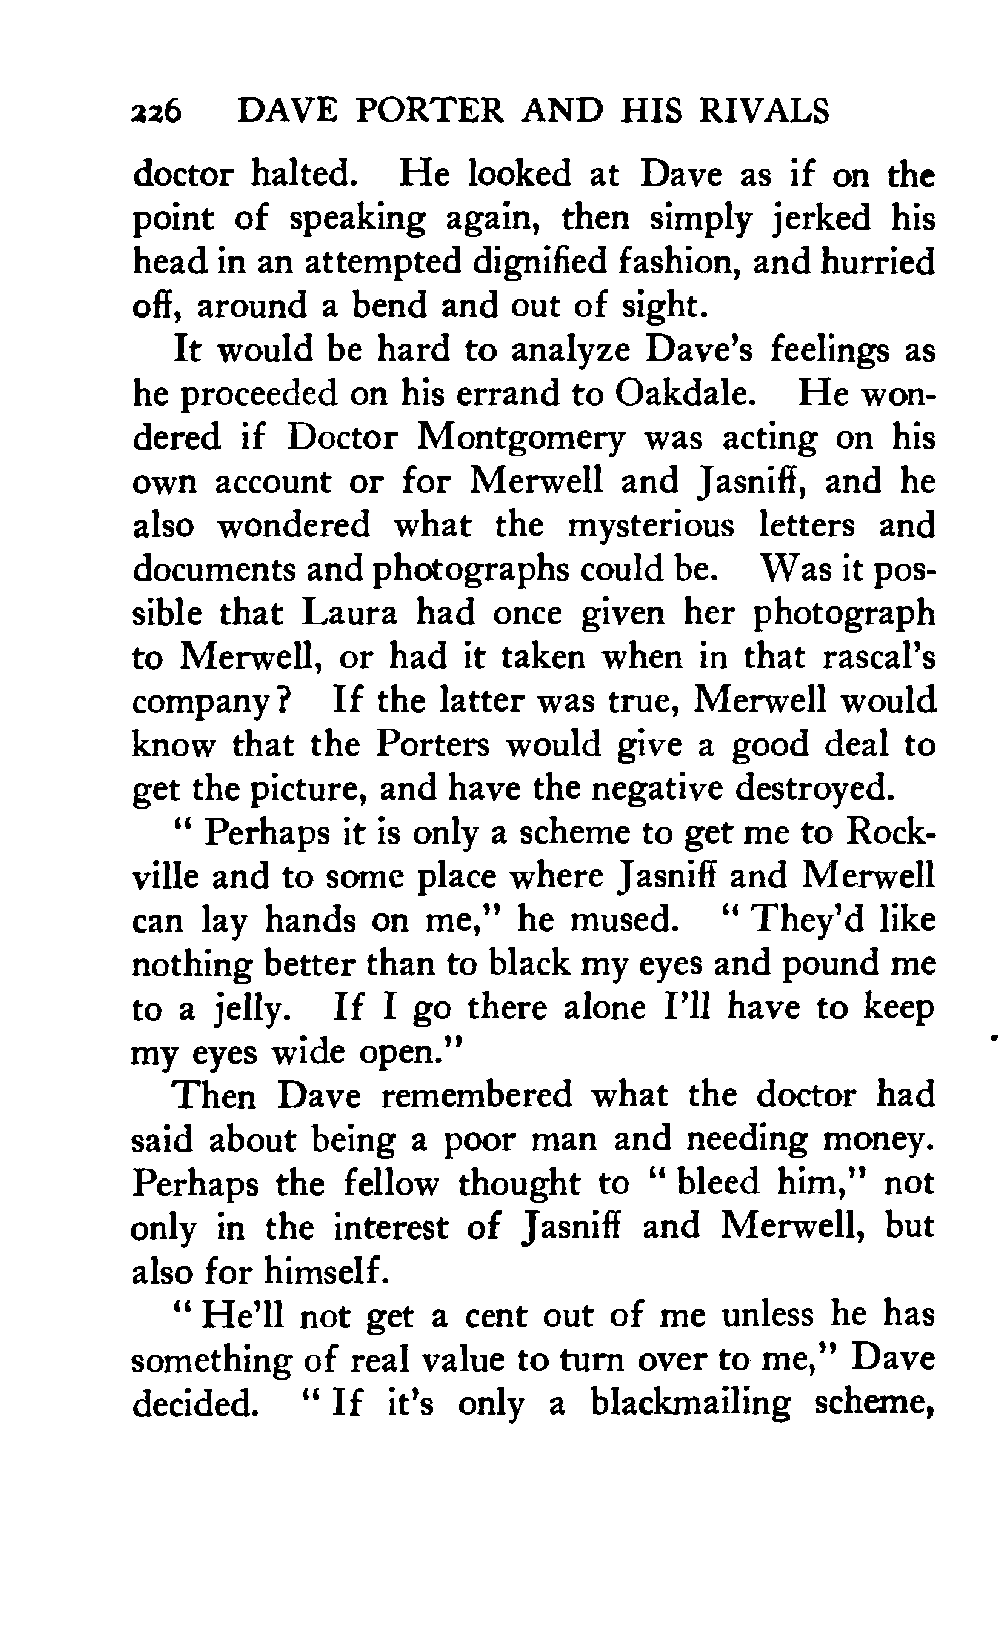 226 DAVE PORTER AND HIS RIVALS
doctor halted. He looked at Dave as if on the
point of speaking again, then simply jerked his
head in an attempted dignified fashion, and hurried
off, around a bend and out of sight.
It would be hard to analyze Dave's feelings as
he proceeded on his errand to Oakdale. He won-
dered if Doctor Montgomery was acting on his
own account or for Merwell and Jasniff, and he
also wondered what the mysterious letters and
documents and photographs could be. Was it pos-
sible that Laura had once given her photograph
to Merwell, or had it taken when in that rascal's
company? If the latter was true, Merwell would
know that the Porters would give a good deal to
get the picture, and have the negative destroyed.
" Perhaps it is only a scheme to get me to Rock-
ville and to some place where Jasniff and Merwell
can lay hands on me," he mused. " They'd like
nothing better than to black my eyes and pound me
to a jelly. If I go there alone I'll have to keep
my eyes wide open."
Then Dave remembered what the doctor had
said about being a poor man and needing money.
Perhaps the fellow thought to " bleed him," not
only in the interest of Jasniff and Merwell, but
also for himself.
" He'll not get a cent out of me unless he has
something of real value to turn over to me," Dave
decided. " If it's only a blackmailing scheme,